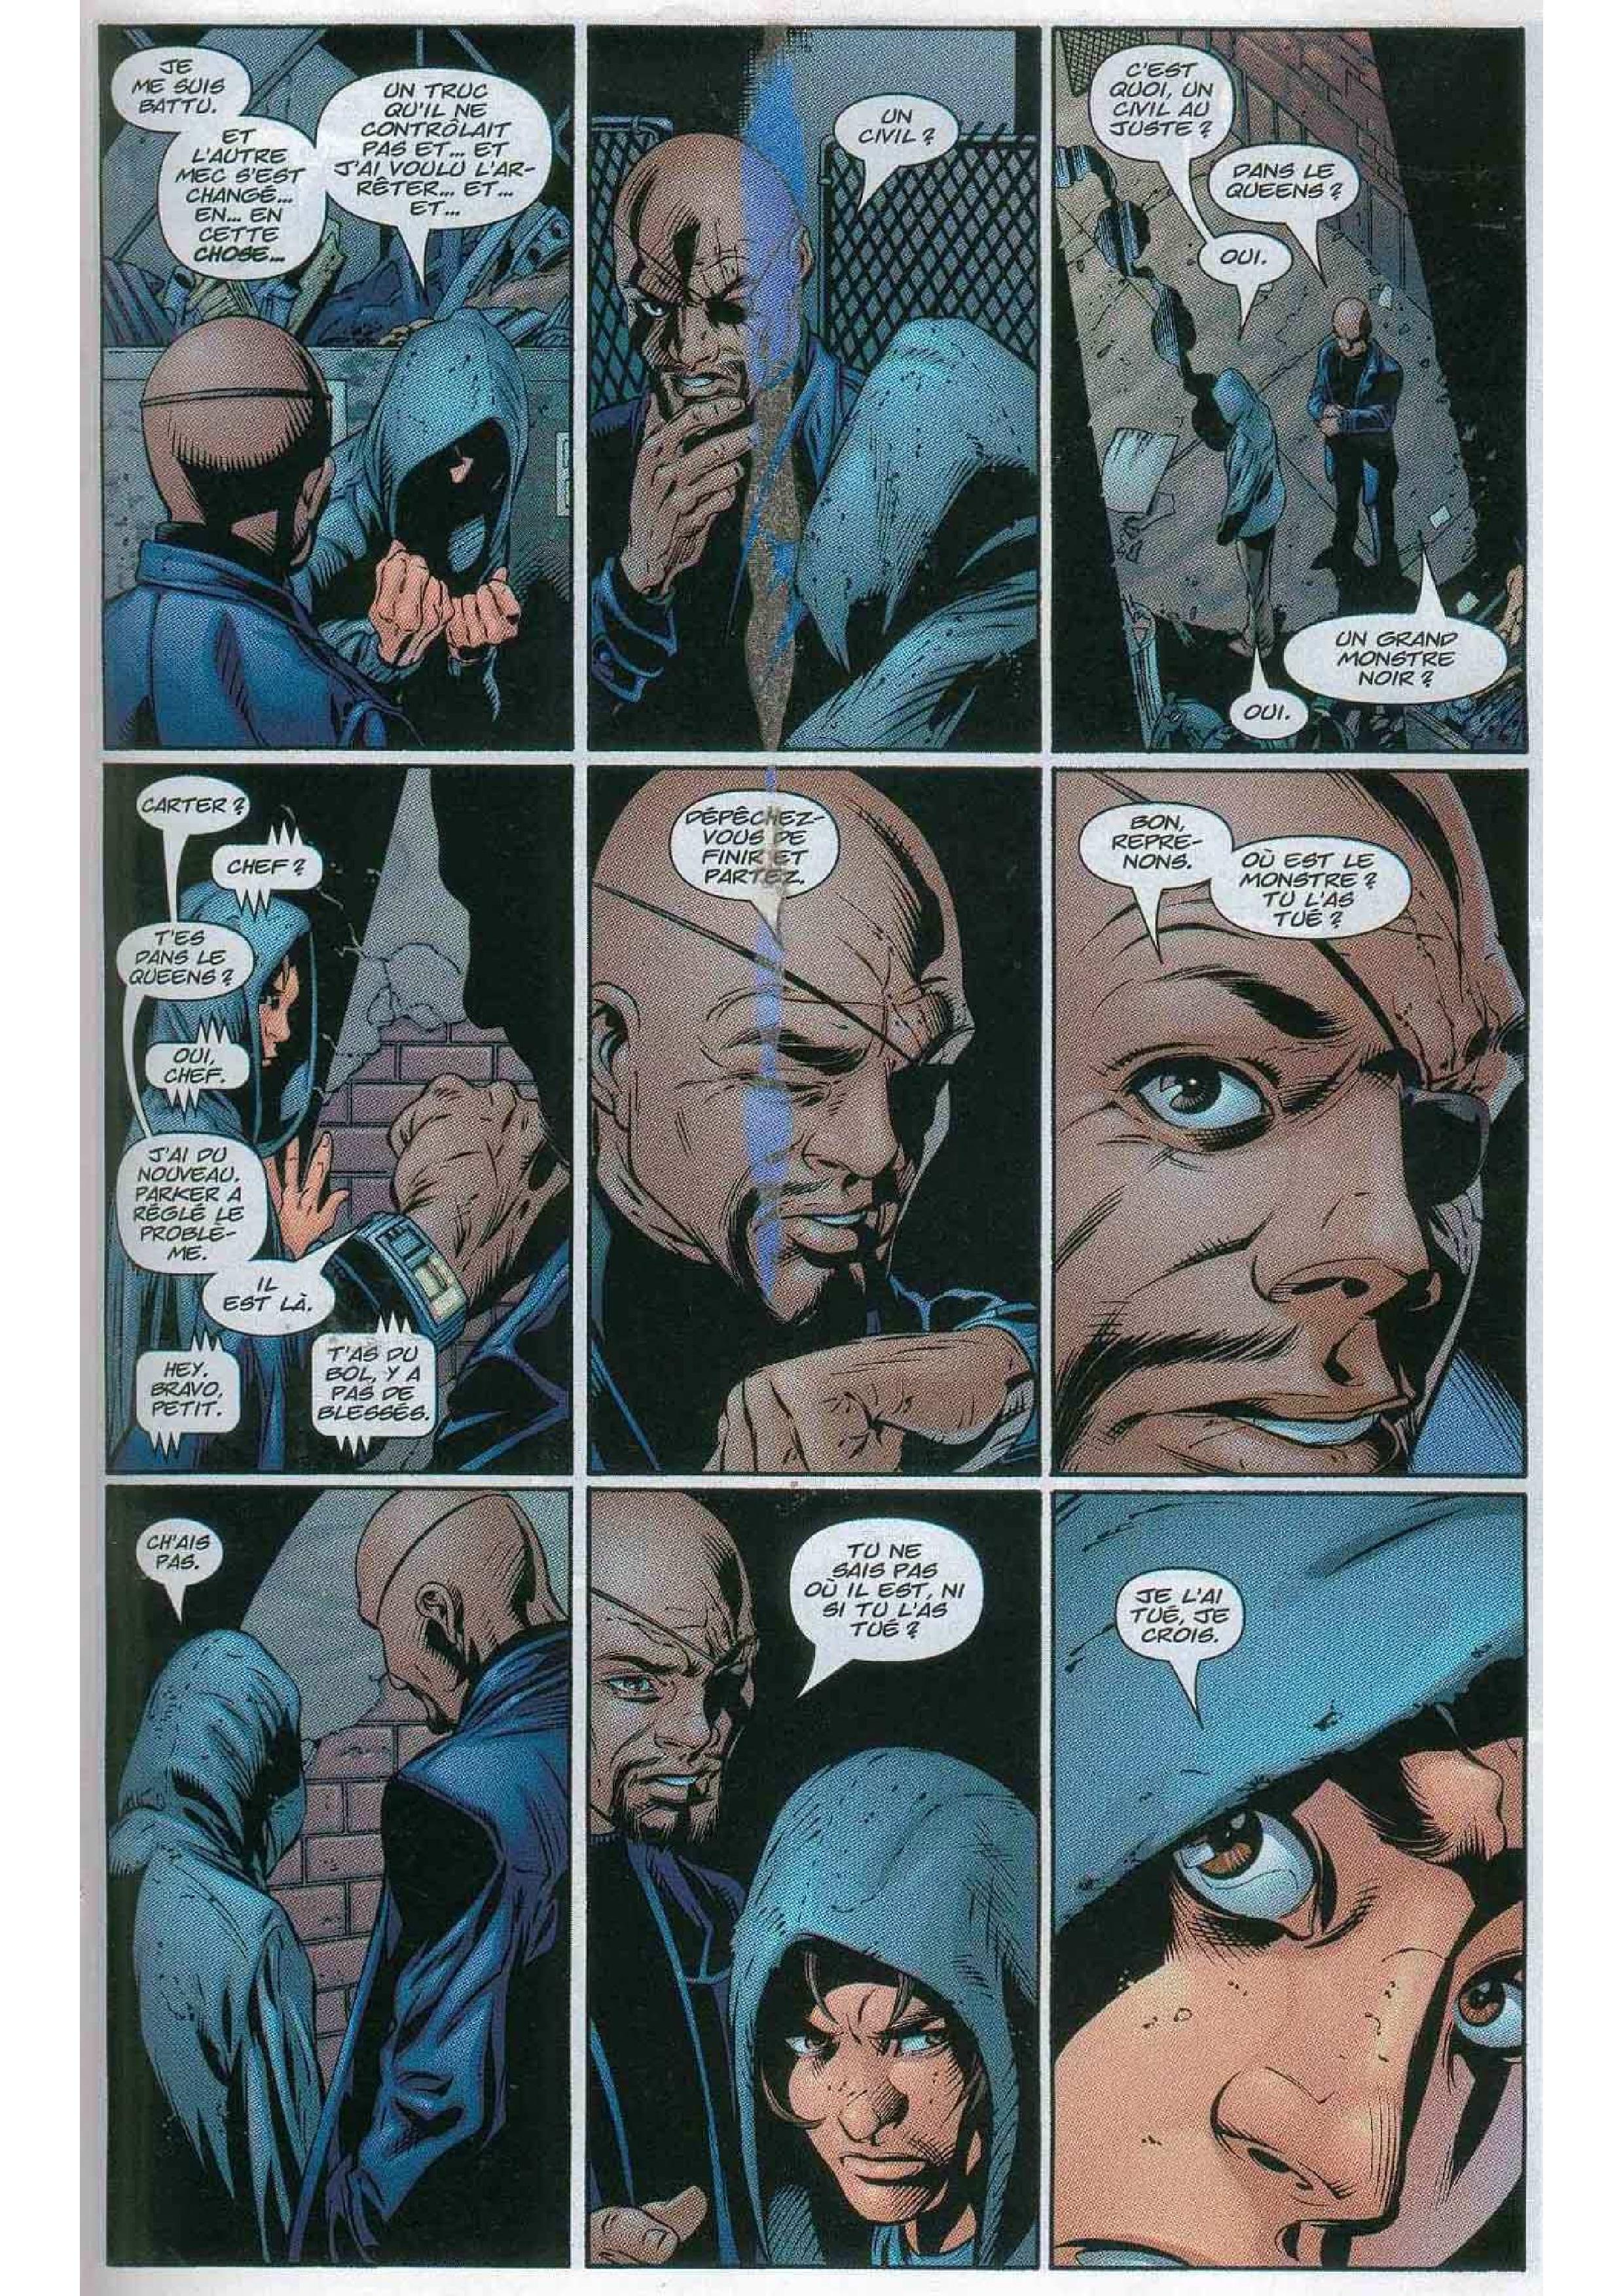 JE
ME SUIS
BATTU.
ET
L'AUTRE
MEC S'EST
CHANGÉ...
EN... EN
CETTE
CHOSE...
UN TRUC
QU'IL NE
CONTRÔLAIT
PAS ET... ET
J'AI VOULU L'AR-
RÊTER... ET...
ET...
UN
CIVIL ?
C'EST
QUOI, UN
CIVIL AU
JUSTE ?
DANS LE
QUEENS ?
OUI.
UN GRAND
MONSTRE
NOIR ?
OUI.
CARTER ?
CHEF ?
T'ES
DANS LE
QUEENS ?
OUI,
CHEF.
J'AI DU
NOUVEAU.
PARKER A
RÉGLÉ LE
PROBLÈ-
ME.
IL
EST LÀ.
HEY.
BRAVO,
PETIT.
T'AS DU
BOL, Y A
PAS DE
BLESSÉS.
DÉPÊCHEZ-
VOUS DE
FINIR ET
PARTEZ.
BON,
REPRE-
NONS.
OÙ EST LE
MONSTRE ?
TU L'AS
TUÉ ?
CH'AIS
PAS.
TU NE
SAIS PAS
OÙ IL EST, NI
SI TU L'AS
TUÉ ?
JE L'AI
TUÉ, JE
CROIS.